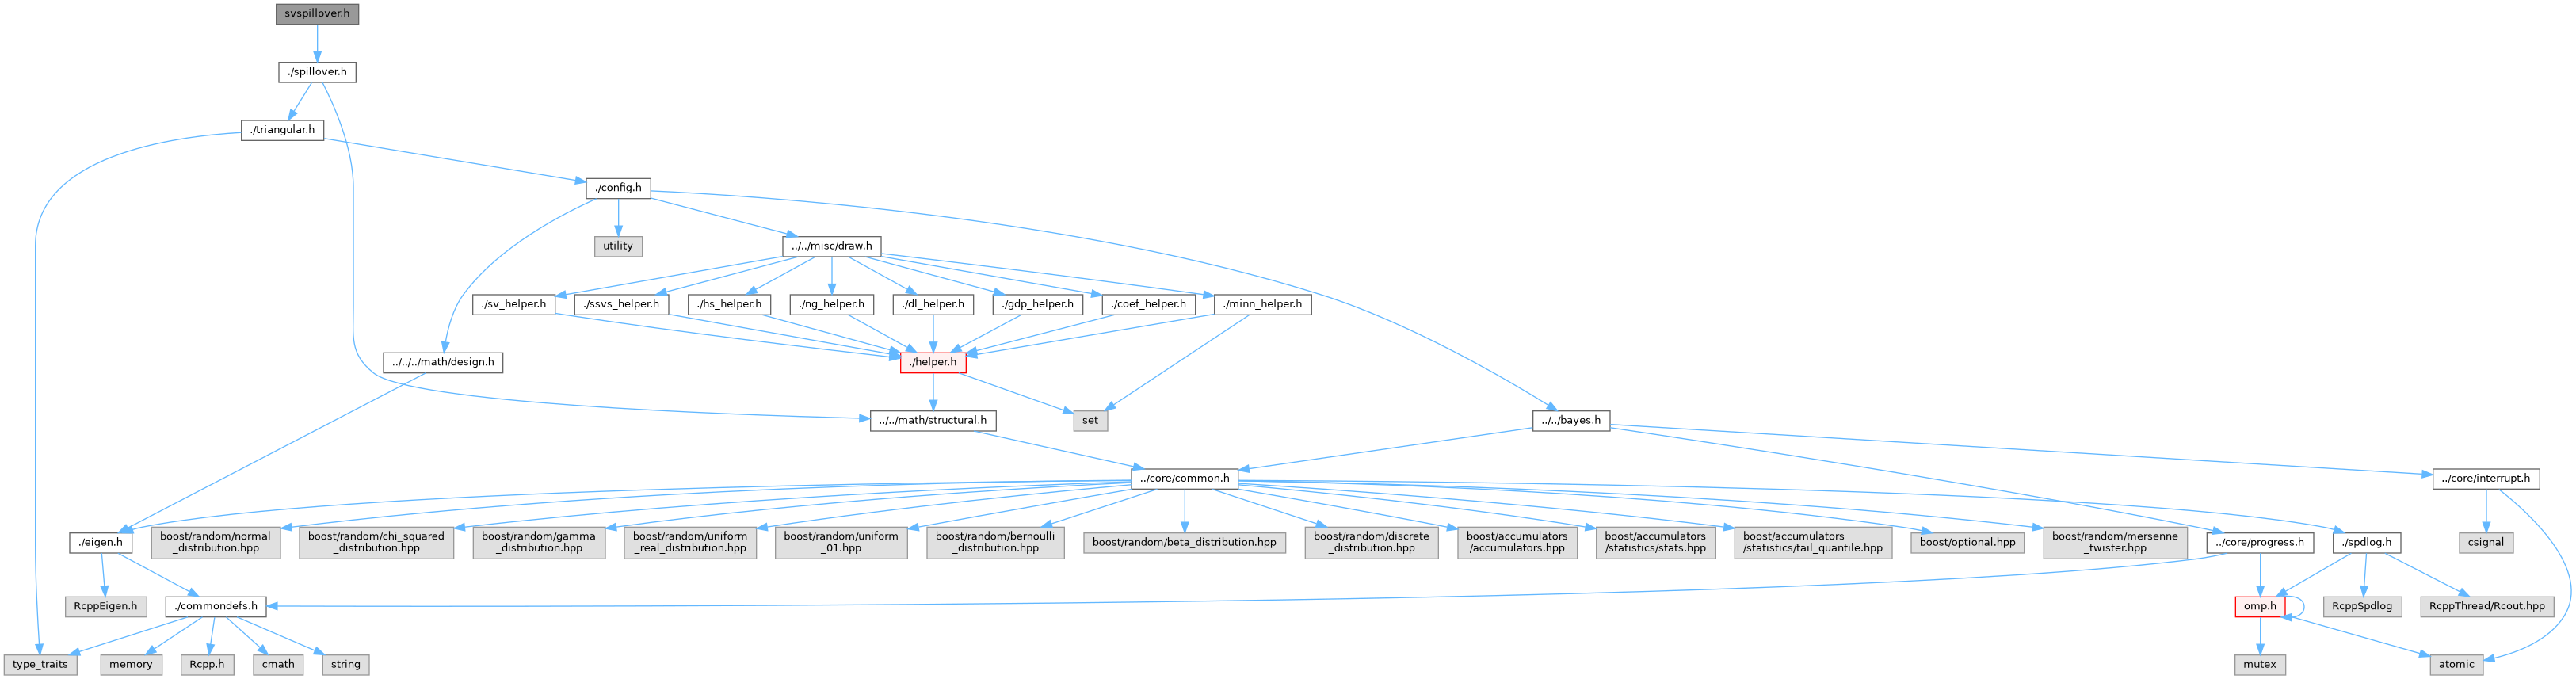 svspillover.h
./spillover.h
./triangular.h
./config.h
utility
../../misc/draw.h
./sv_helper.h
./ssvs_helper.h
./hs_helper.h
./ng_helper.h
./dl_helper.h
./gdp_helper.h
./coef_helper.h
./minn_helper.h
../../../math/design.h
./helper.h
../../math/structural.h
set
../../bayes.h
../core/common.h
../core/interrupt.h
./eigen.h
boost/random/normal
_distribution.hpp
boost/random/chi_squared
_distribution.hpp
boost/random/gamma
_distribution.hpp
boost/random/uniform
_real_distribution.hpp
boost/random/uniform
_01.hpp
boost/random/bernoulli
_distribution.hpp
boost/random/beta_distribution.hpp
boost/random/discrete
_distribution.hpp
boost/accumulators
/accumulators.hpp
boost/accumulators
/statistics/stats.hpp
boost/accumulators
/statistics/tail_quantile.hpp
boost/optional.hpp
boost/random/mersenne
_twister.hpp
../core/progress.h
./spdlog.h
csignal
RcppEigen.h
./commondefs.h
omp.h
RcppSpdlog
RcppThread/Rcout.hpp
type_traits
memory
Rcpp.h
cmath
string
mutex
atomic